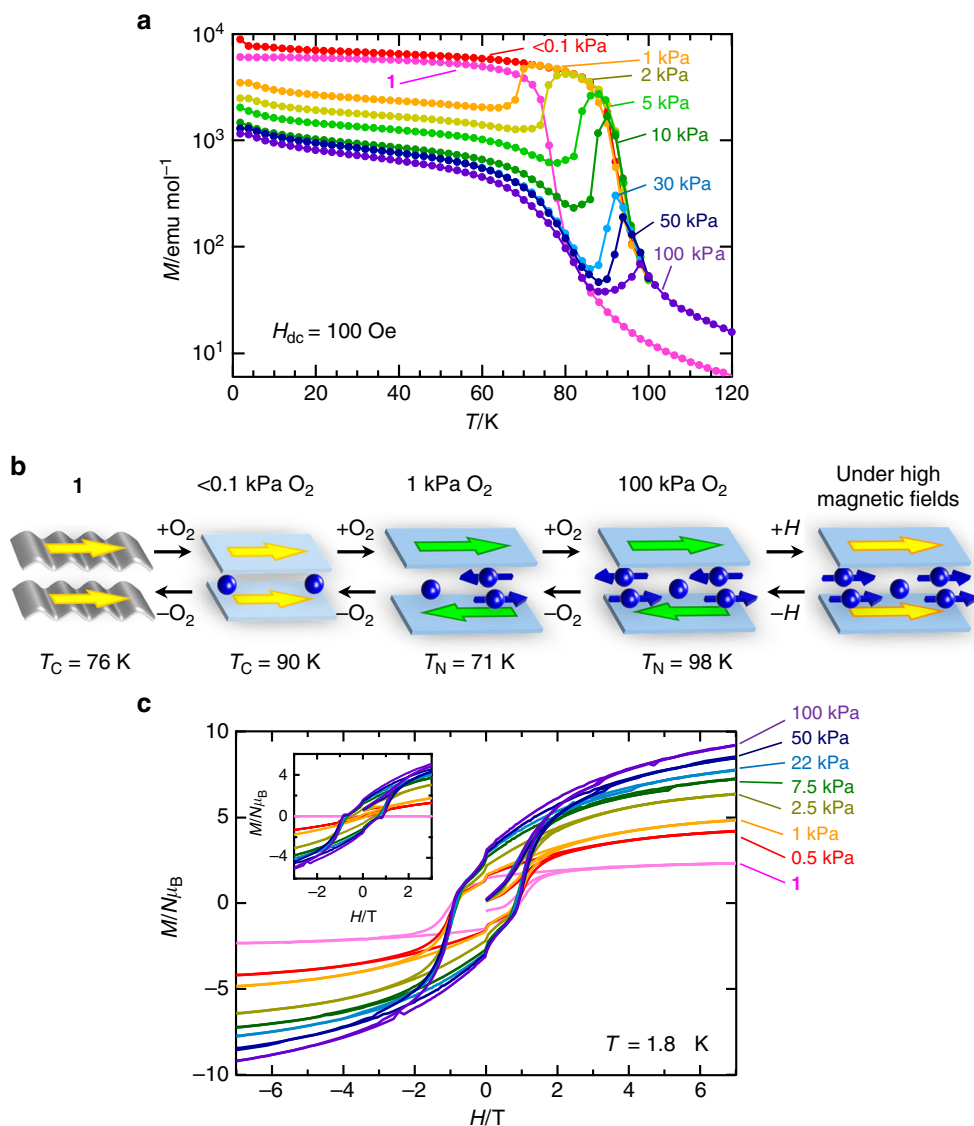 a
10⁴
10³
10²
10¹
M/emu mol⁻¹
<0.1 kPa
1
1 kPa
2 kPa
5 kPa
10 kPa
30 kPa
50 kPa
100 kPa
H_dc = 100 Oe
0 20 40 60 80 100 120
T/K
b
1
<0.1 kPa O₂
1 kPa O₂
100 kPa O₂
Under high
magnetic fields
+O₂ +O₂ +O₂ +H
−O₂ −O₂ −O₂ −H
T_C = 76 K T_C = 90 K T_N = 71 K T_N = 98 K
c
10
5
0
−5
−10
M/Nμ_B
4
0
−4
M/Nμ_B
−2 0 2
H/T
100 kPa
50 kPa
22 kPa
7.5 kPa
2.5 kPa
1 kPa
0.5 kPa
1
T = 1.8 K
−6 −4 −2 0 2 4 6
H/T